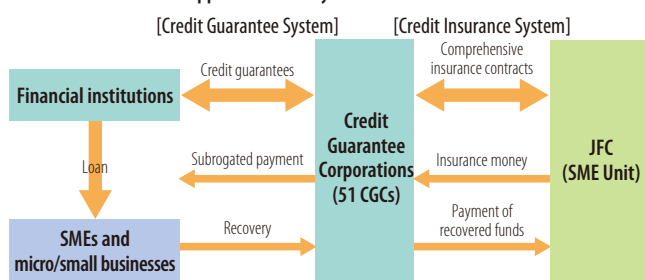 [Credit Guarantee System] [Credit Insurance System]
Credit guarantees
Comprehensive
insurance contracts
Financial institutions
Credit
Guarantee
Corporations
(51 CGCs)
JFC
(SME Unit)
Loan
Subrogated payment
Insurance money
SMEs and
micro/small businesses
Recovery
Payment of
recovered funds